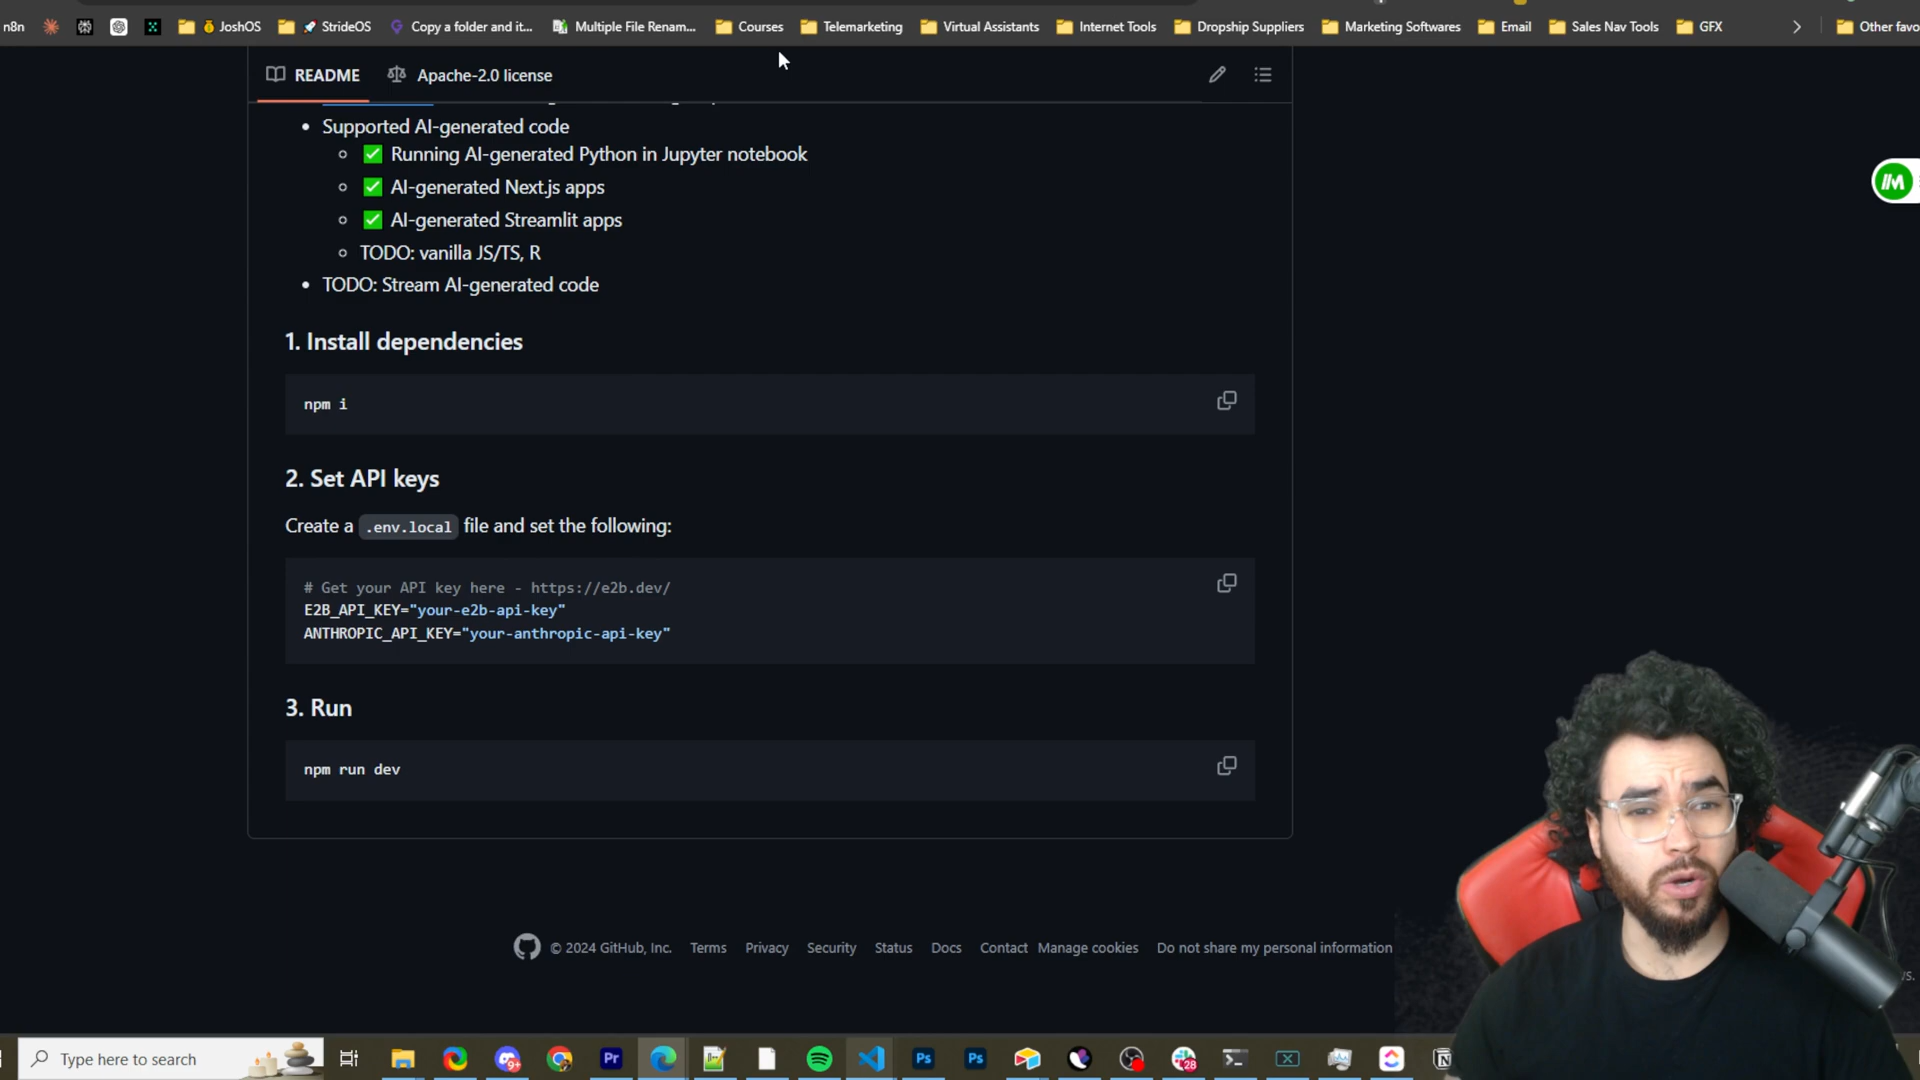 n8n
JoshOS
StrideOS
Copy a folder and it...
Multiple File Renam...
Courses
Telemarketing
Virtual Assistants
Internet Tools
Dropship Suppliers
Marketing Softwares
Email
Sales Nav Tools
GFX
Other favo
README
Apache-2.0 license
• Supported AI-generated code
✅ Running AI-generated Python in Jupyter notebook
✅ AI-generated Next.js apps
✅ AI-generated Streamlit apps
TODO: vanilla JS/TS, R
• TODO: Stream AI-generated code
1. Install dependencies
npm i
2. Set API keys
Create a .env.local file and set the following:
# Get your API key here - https://e2b.dev/
E2B_API_KEY="your-e2b-api-key"
ANTHROPIC_API_KEY="your-anthropic-api-key"
3. Run
npm run dev
© 2024 GitHub, Inc.
Terms
Privacy
Security
Status
Docs
Contact
Manage cookies
Do not share my personal information
Type here to search
9+
Pr
Ps
Ps
28